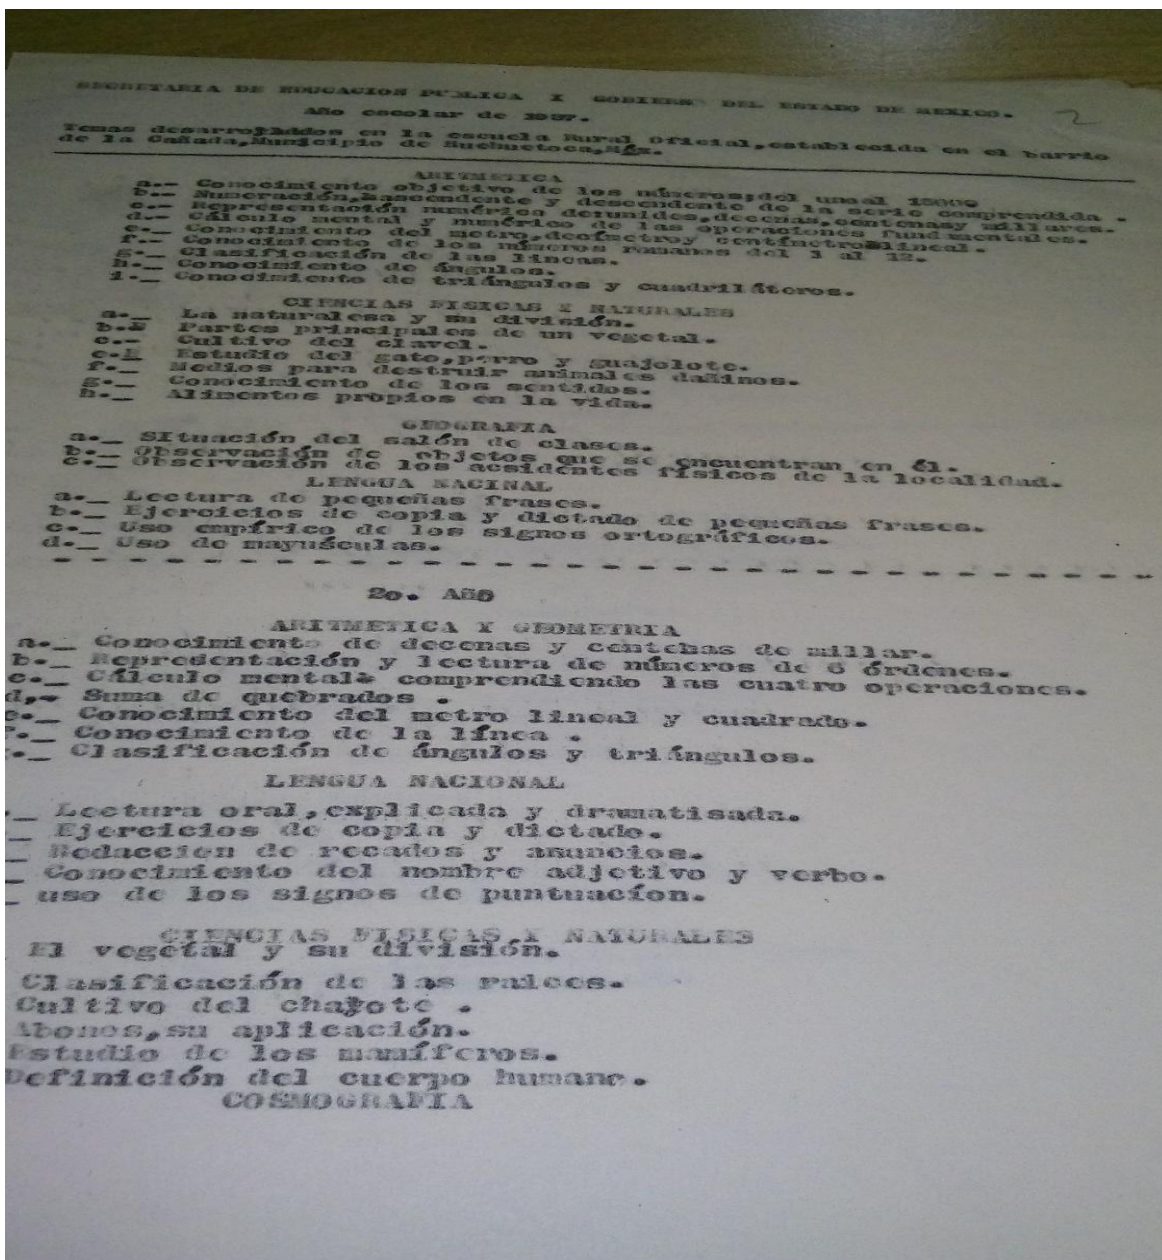 SECRETARIA DE EDUCACION PUBLICA Y GOBIERNO DEL ESTADO DE MEXICO.
2
Año escolar de 1937.
Temas desarrollados en la escuela Rural Oficial,establecida en el barrio
de la Cañada,Municipio de Huehuetoca,Méx.
ARITMETICA
a.- Conocimiento objetivo de los números;del uno al
b.- Numeración,ascendente y descendente de la serie comprendida .
c.- Representación numérica de unides,decenas,centenasy millares.
d.- Cálculo mental y numérico de las operaciones fundamentales.
e.- Conocimiento del metro,decímetroy centímetro lineal.
f.- Conocimiento de los números romanos del 1 al 12.
g.- Clasificación de las líneas.
h.- Conocimiento de ángulos.
i.- Conocimiento de triángulos y cuadriláteros.
CIENCIAS FISICAS Y NATURALES
a._ La naturalesa y su división.
b. Partes principales de un vegetal.
c.- Cultivo del clavel.
e. Estudio del gato,perro y guajolote.
f._ Medios para destruir animales dañinos.
g._ Conocimiento de los sentidos.
h._ Alimentos propios en la vida.
GEOGRAFIA
a._ SItuación del salón de clases.
b._ Observación de objetos que se encuentran en él.
c._ Observación de los acsidentes físicos de la localidad.
LENGUA NACINAL
a._ Lectura de pequeñas frases.
b._ Ejercicios de copia y dictado de pequeñas frases.
c._ Uso empírico de los signos ortográficos.
d._ Uso de mayúsculas.
2o. AÑO
ARITMETICA Y GEOMETRIA
a._ Conocimiento de decenas y centenas de millar.
b._ Representación y lectura de números de 6 órdenes.
c._ Cálculo mental comprendiendo las cuatro operaciones.
d,- Suma de quebrados .
e._ Conocimiento del metro lineal y cuadrado.
f._ Conocimiento de la línea .
._ Clasificación de ángulos y triángulos.
LENGUA NACIONAL
._ Lectura oral,explicada y dramatisada.
_ Ejercicios de copia y dictado.
_ Redacción de recados y anuncios.
_ Conocimiento del nombre adjetivo y verbo.
_ uso de los signos de puntuacíon.
CIENCIAS FISICAS Y NATURALES
El vegetal y su división.
Clasificación de las raices.
Cultivo del chayote .
Abonos,su aplicación.
Estudio de los mamíferos.
Definición del cuerpo humano.
COSMOGRAFIA